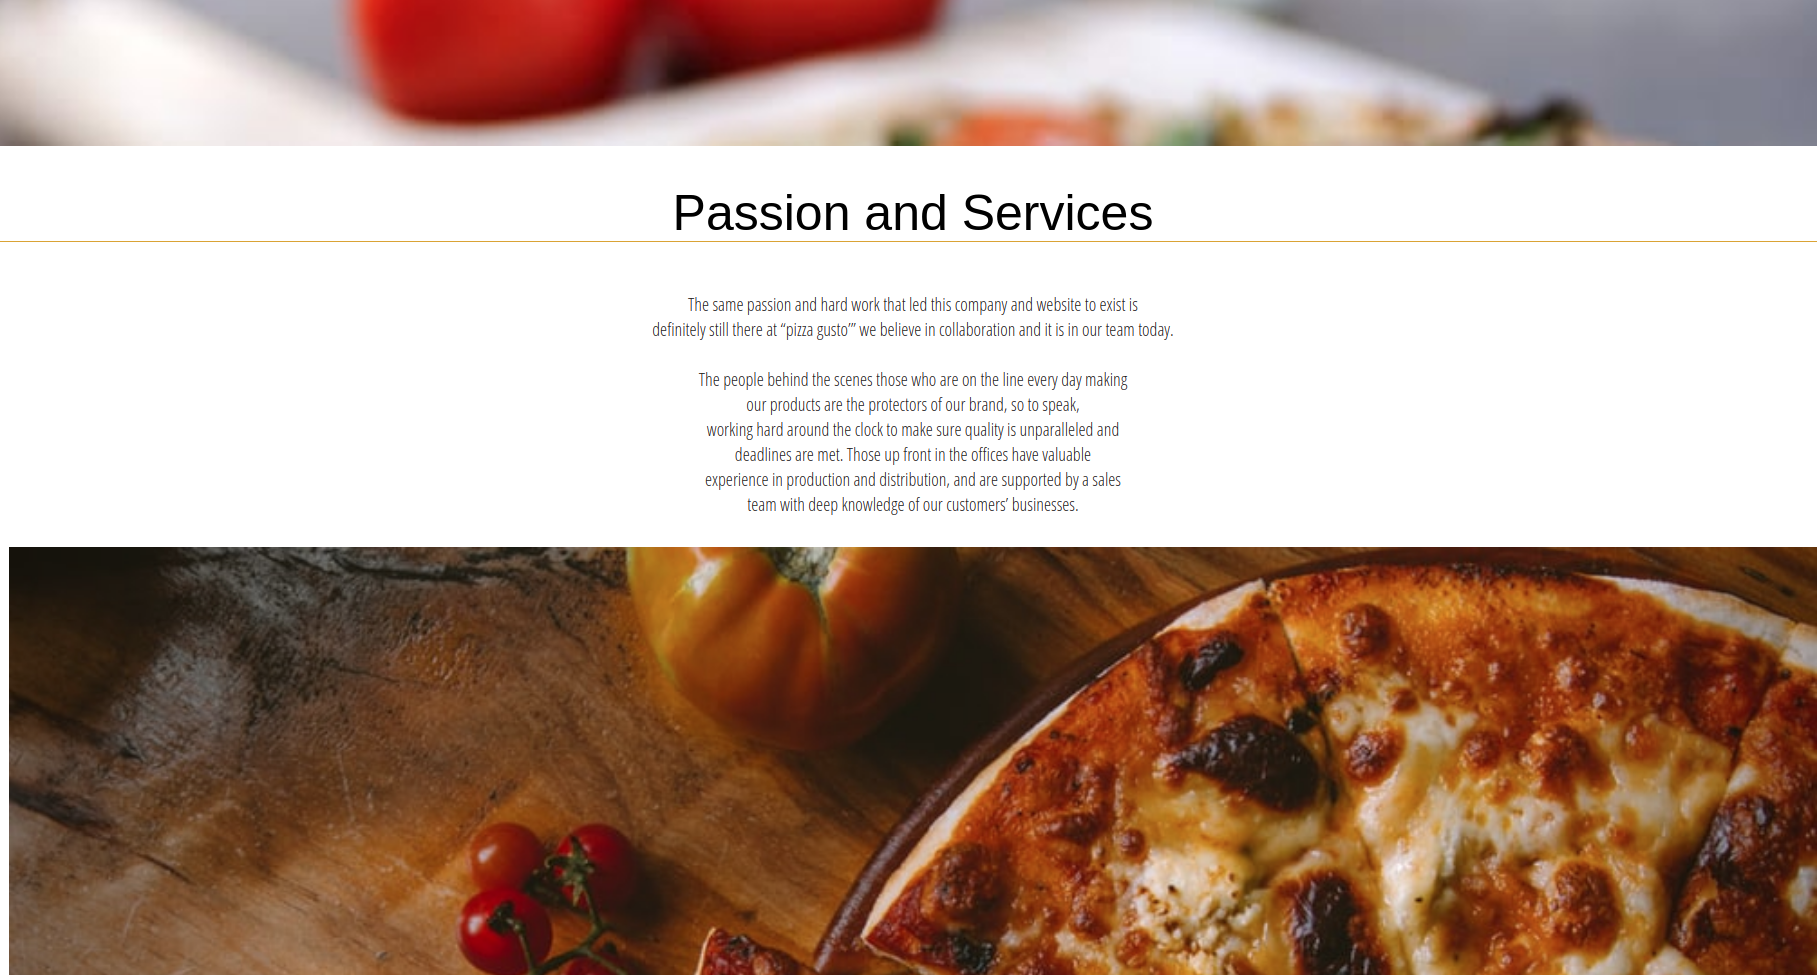 Passion and Services
The same passion and hard work that led this company and website to exist is
definitely still there at “pizza gusto”’ we believe in collaboration and it is in our team today.
The people behind the scenes those who are on the line every day making
our products are the protectors of our brand, so to speak,
working hard around the clock to make sure quality is unparalleled and
deadlines are met. Those up front in the offices have valuable
experience in production and distribution, and are supported by a sales
team with deep knowledge of our customers’ businesses.